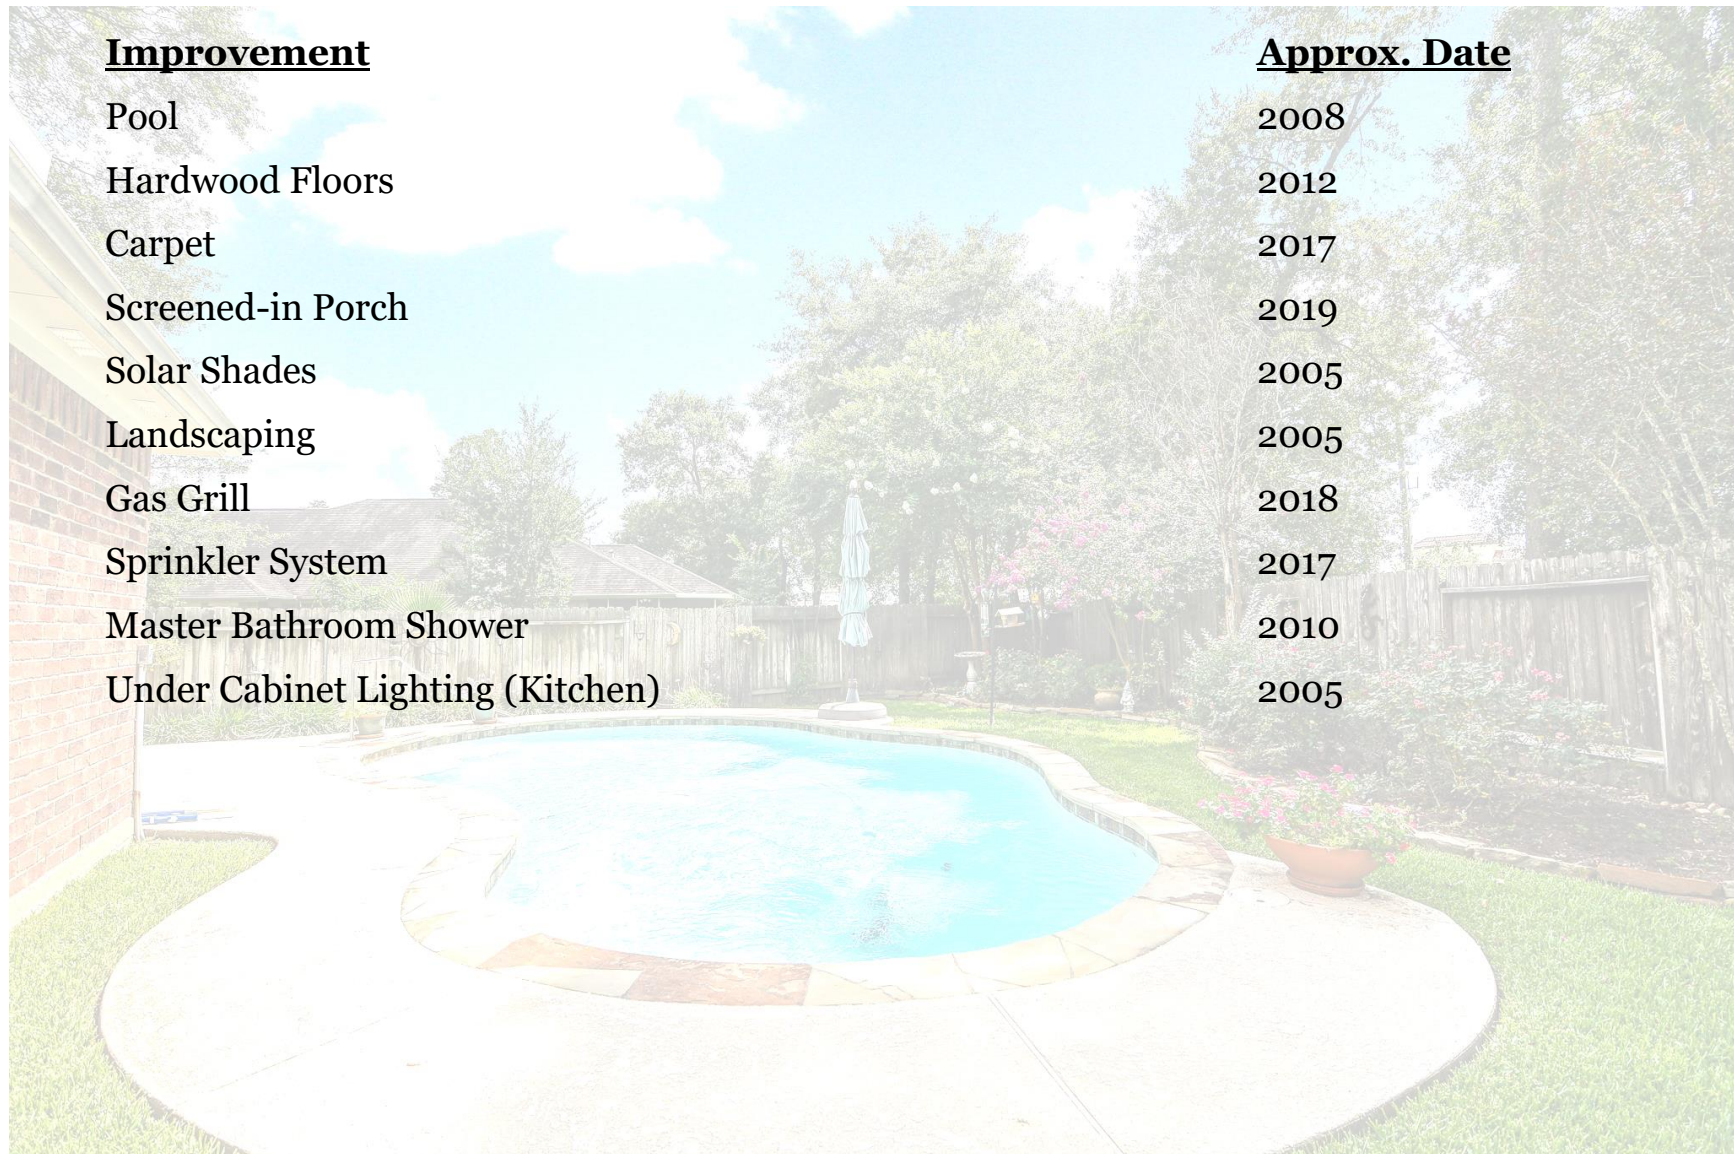 Improvement Approx. Date
Pool 2008
Hardwood Floors 2012
Carpet 2017
Screened-in Porch 2019
Solar Shades 2005
Landscaping 2005
Gas Grill 2018
Sprinkler System 2017
Master Bathroom Shower 2010
Under Cabinet Lighting (Kitchen) 2005